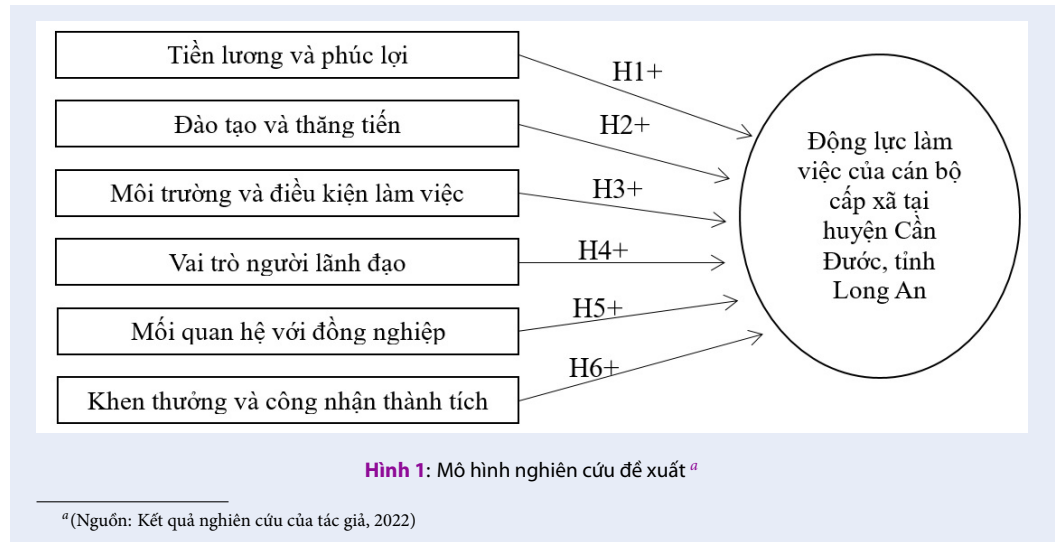 Tiền lương và phúc lợi
H1+
Đào tạo và thăng tiến
H2+
Môi trường và điều kiện làm việc
H3+
Vai trò người lãnh đạo
H4+
Mối quan hệ với đồng nghiệp
H5+
Khen thưởng và công nhận thành tích
H6+
Động lực làm
việc của cán bộ
cấp xã tại
huyện Cần
Đước, tỉnh
Long An
Hình 1: Mô hình nghiên cứu đề xuất a
a(Nguồn: Kết quả nghiên cứu của tác giả, 2022)